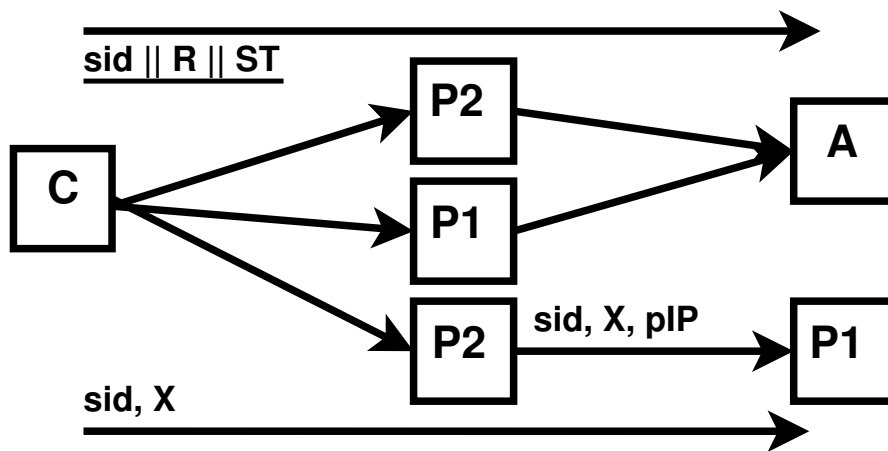 sid || R || ST
P2
A
C
P1
P2
sid, X, pIP
P1
sid, X